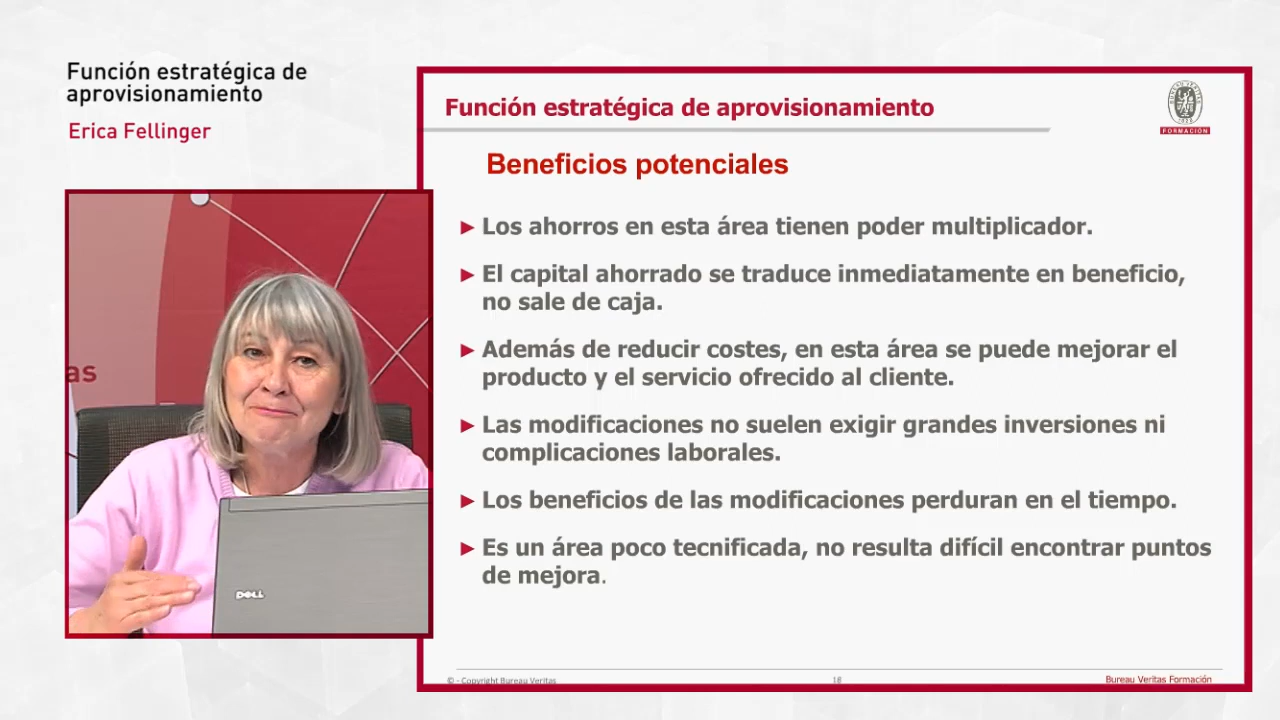 Función estratégica de
aprovisionamiento
Erica Fellinger
Función estratégica de aprovisionamiento
FORMACIÓN
Beneficios potenciales
► Los ahorros en esta área tienen poder multiplicador.
► El capital ahorrado se traduce inmediatamente en beneficio,
no sale de caja.
► Además de reducir costes, en esta área se puede mejorar el
producto y el servicio ofrecido al cliente.
► Las modificaciones no suelen exigir grandes inversiones ni
complicaciones laborales.
► Los beneficios de las modificaciones perduran en el tiempo.
► Es un área poco tecnificada, no resulta difícil encontrar puntos
de mejora.
as
DELL
© - Copyright Bureau Veritas
18
Bureau Veritas Formación